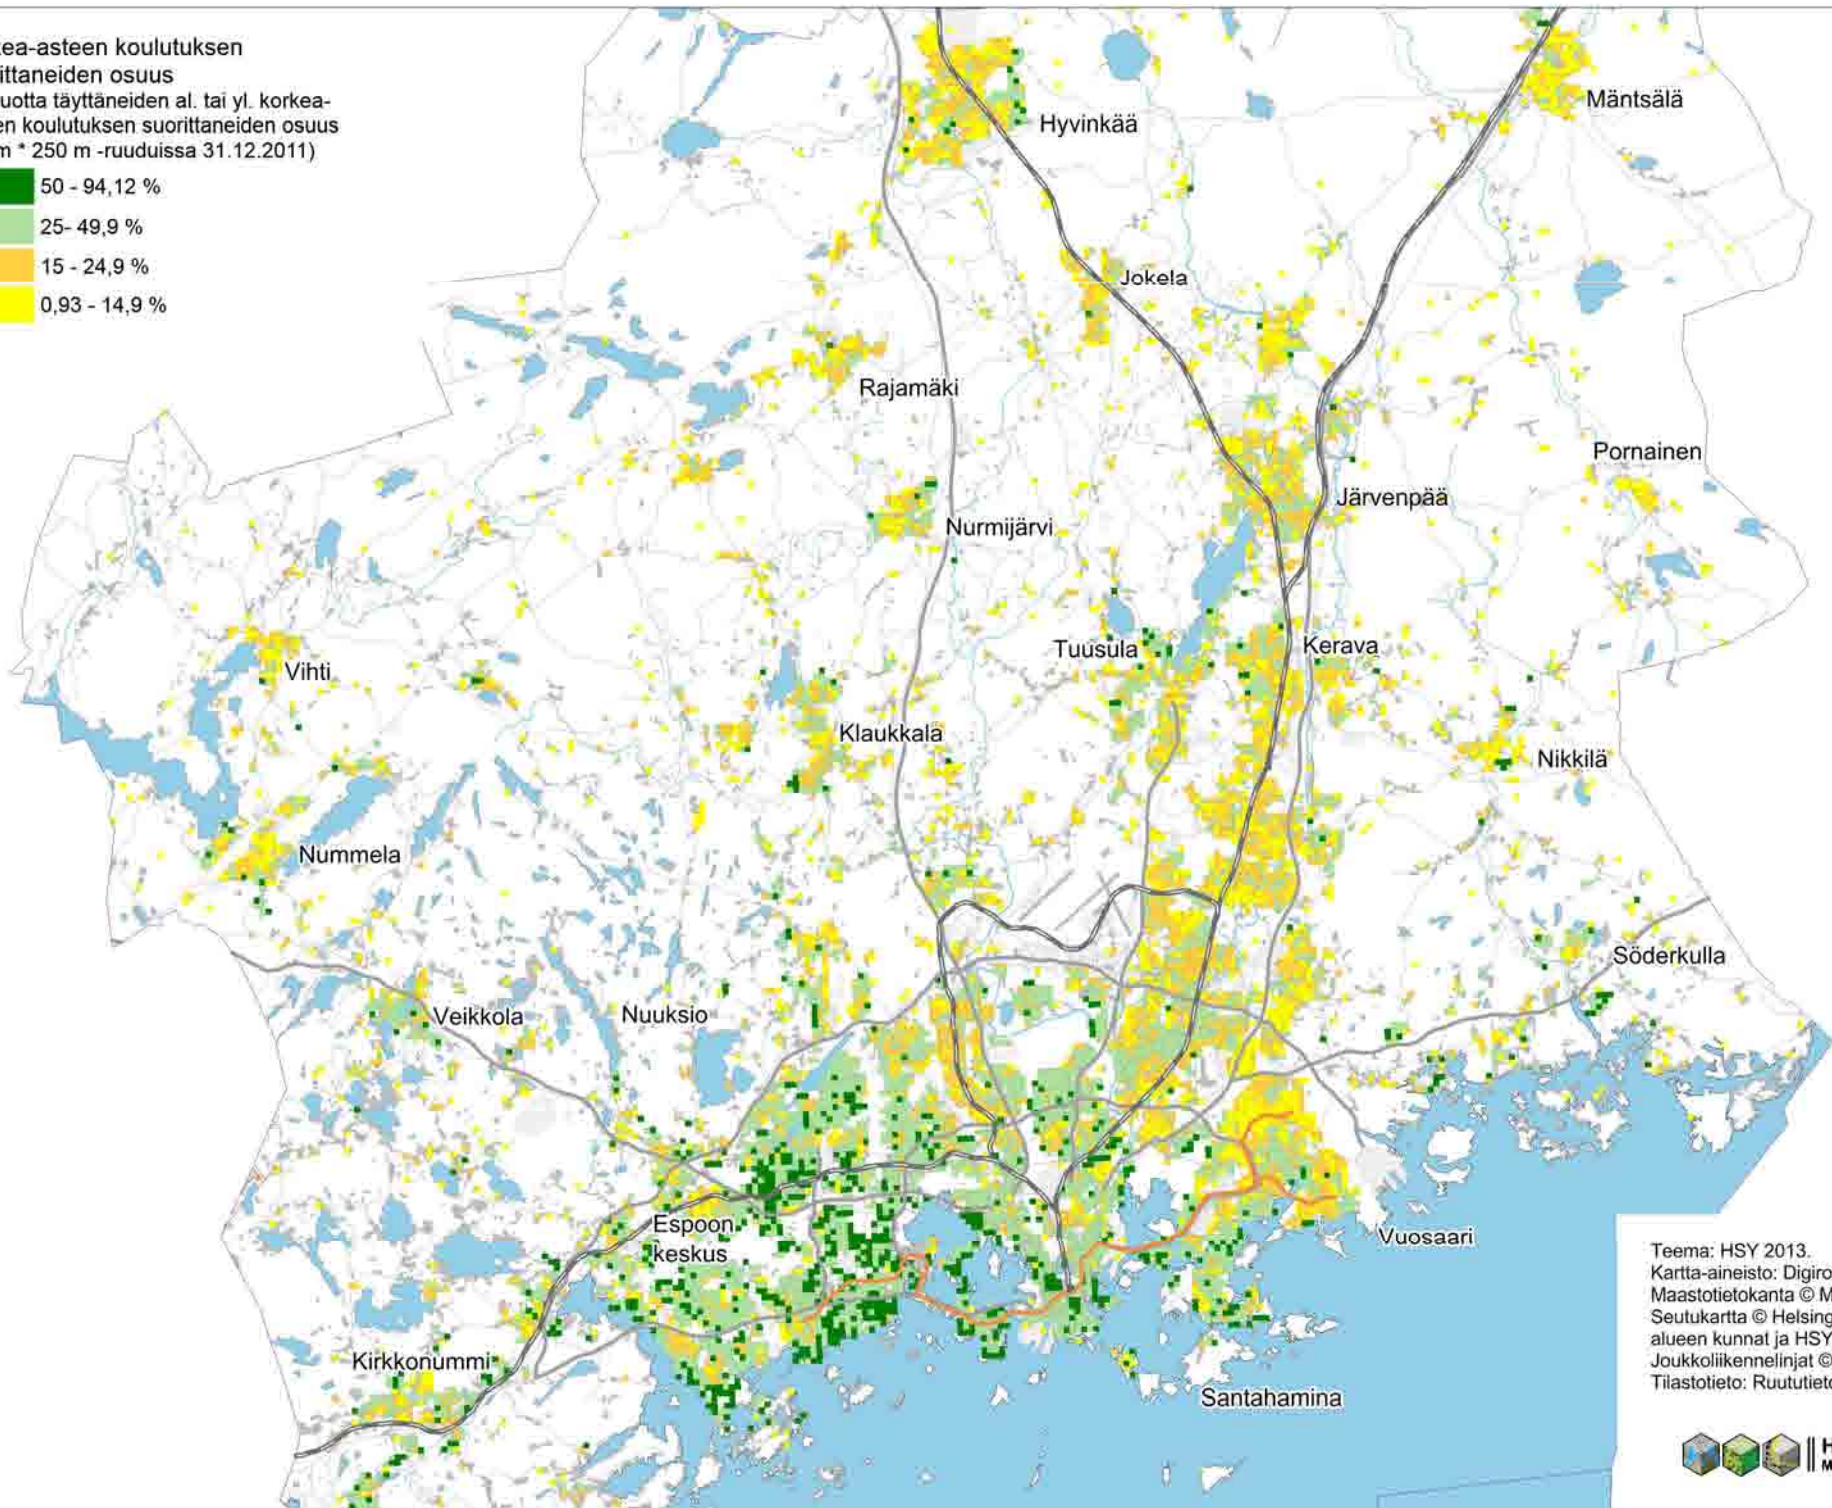 ea-asteen koulutuksen
ittaneiden osuus
uotta täyttäneiden al. tai yl. korkea-
en koulutuksen suorittaneiden osuus
m * 250 m -ruuduissa 31.12.2011)
50 - 94,12 %
25- 49,9 %
15 - 24,9 %
0,93 - 14,9 %
Mäntsälä
Hyvinkää
Jokela
Rajamäki
Pornainen
Järvenpää
Nurmijärvi
Tuusula
Kerava
Vihti
Klaukkala
Nikkilä
Nummela
Söderkulla
Veikkola
Nuuksio
Espoon
keskus
Vuosaari
Kirkkonummi
Santahamina
Teema: HSY 2013.
Kartta-aineisto: Digiro
Maastotietokanta © M
Seutukartta © Helsing
alueen kunnat ja HSY
Joukkoliikennelinjat ©
Tilastotieto: Ruututieto
H
M